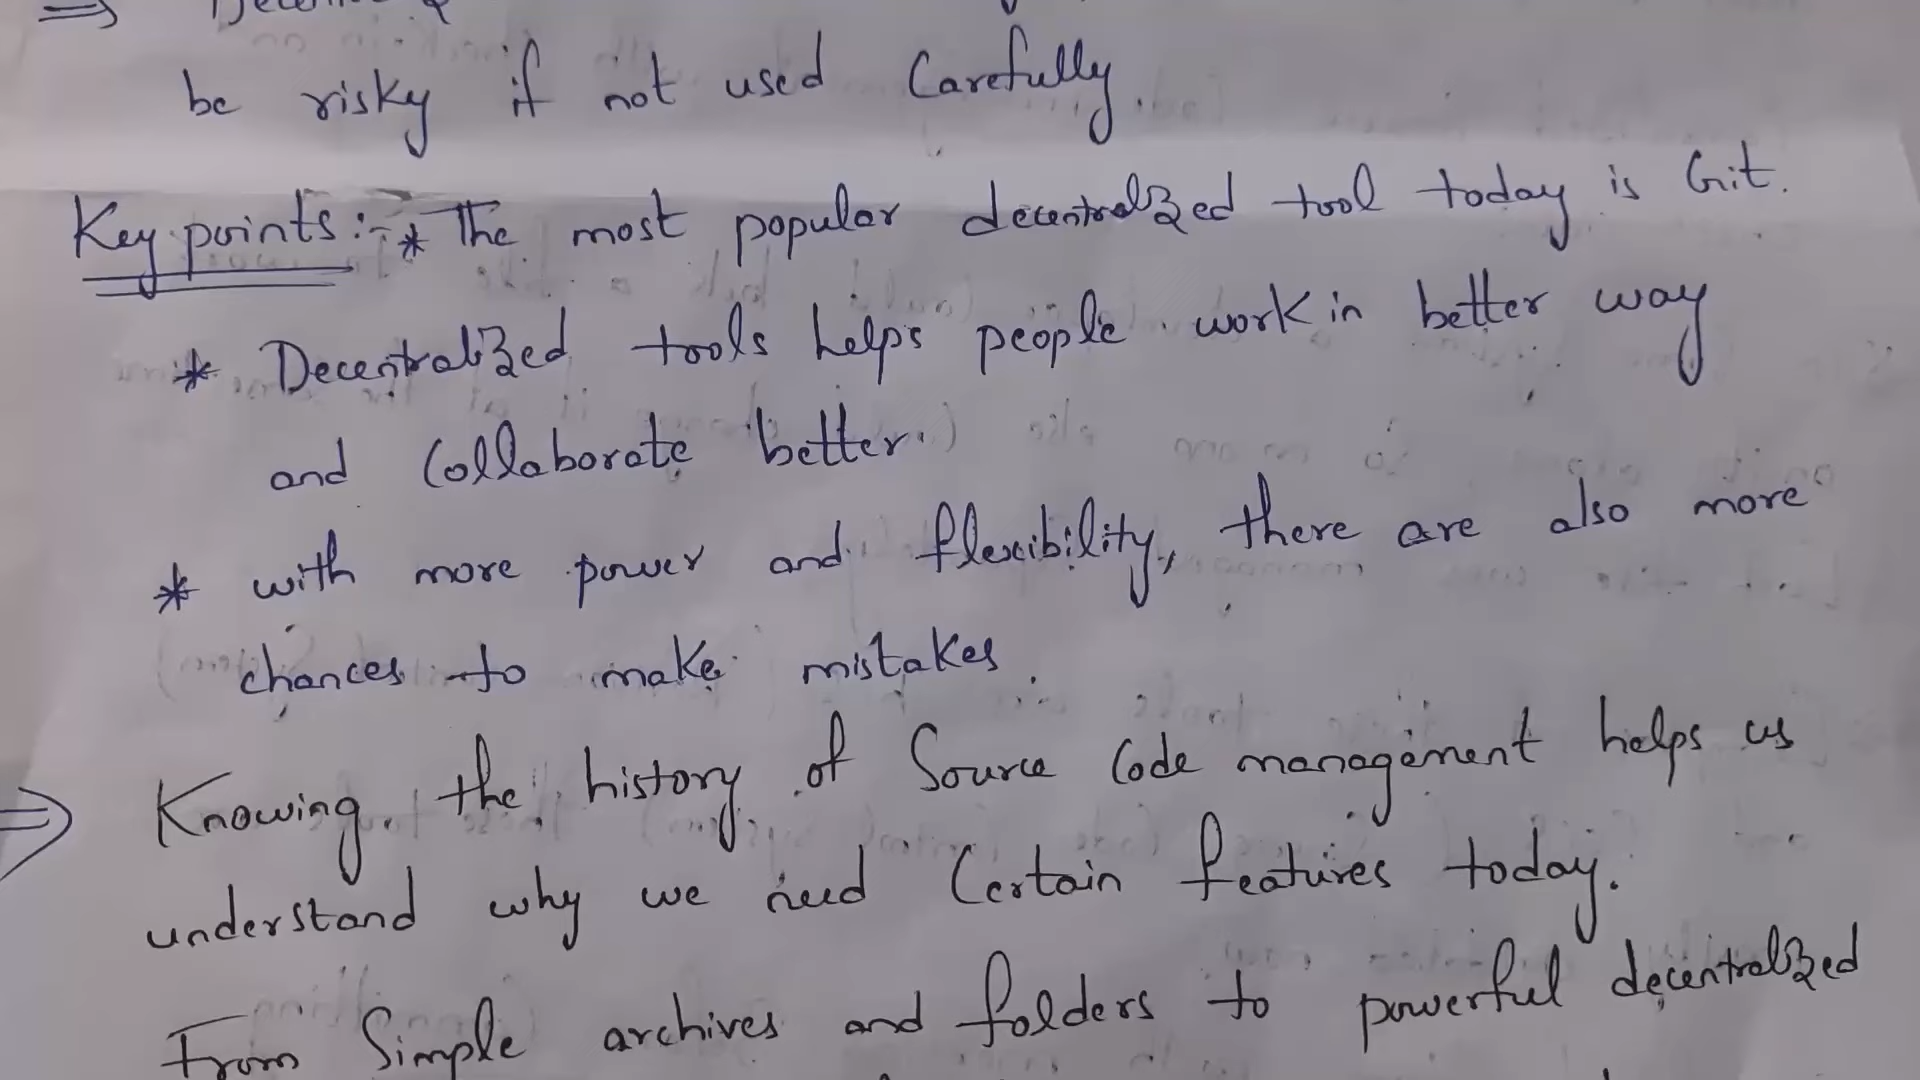 be risky if not used Carefully.
Key points:- * The most popular decentralized tool today is Git.
* Decentralized tools helps people work in better way
and Collaborate better.
* with more power and flexibility, there are also more
chances to make mistakes.
⇒ Knowing the history of Source Code management helps us
understand why we need Certain features today.
From Simple archives and folders to powerful decentralized